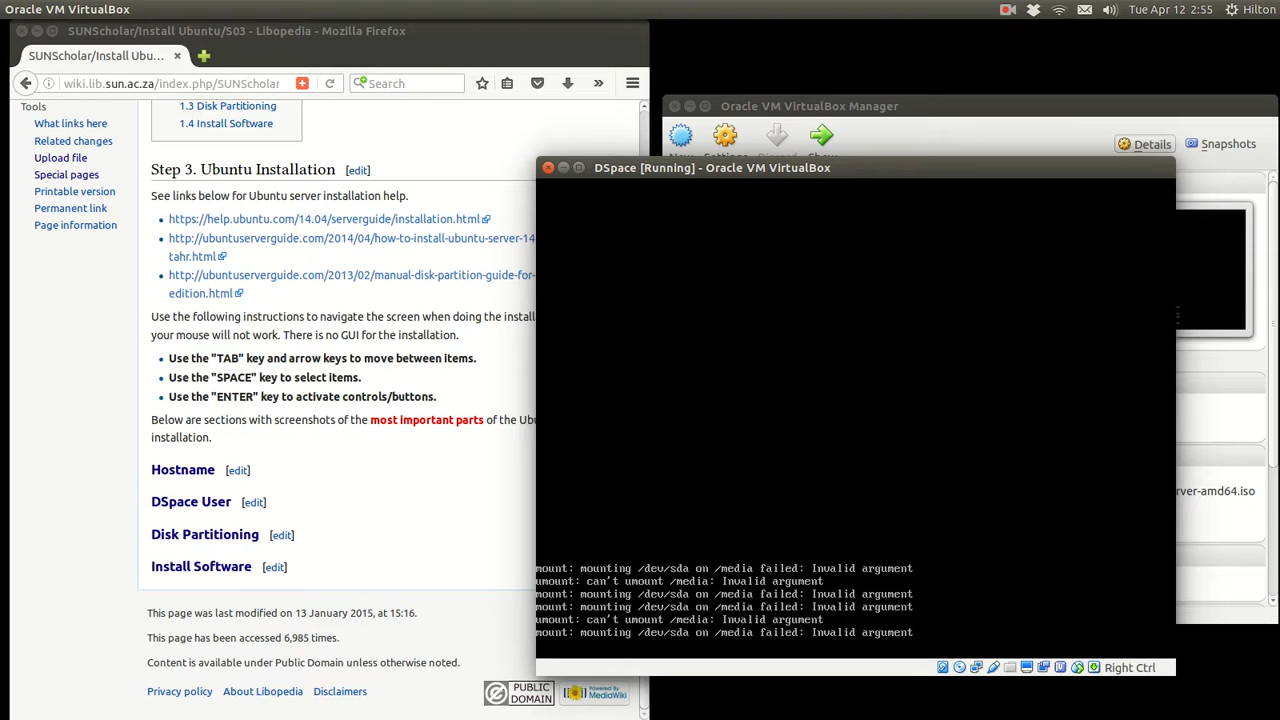 Oracle VM VirtualBox
Tue Apr 12 2:55
Hilton
SUNScholar/Install Ubuntu/S03 - Libopedia - Mozilla Firefox
SUNScholar/Install Ubu...
wiki.lib.sun.ac.za/index.php/SUNScholar
Search
Tools
What links here
Related changes
Upload file
Special pages
Printable version
Permanent link
Page information
1.3 Disk Partitioning
1.4 Install Software
Step 3. Ubuntu Installation [edit]
See links below for Ubuntu server installation help.
https://help.ubuntu.com/14.04/serverguide/installation.html
http://ubuntuserverguide.com/2014/04/how-to-install-ubuntu-server-14
tahr.html
http://ubuntuserverguide.com/2013/02/manual-disk-partition-guide-for-
edition.html
Use the following instructions to navigate the screen when doing the install
your mouse will not work. There is no GUI for the installation.
Use the "TAB" key and arrow keys to move between items.
Use the "SPACE" key to select items.
Use the "ENTER" key to activate controls/buttons.
Below are sections with screenshots of the most important parts of the Ubu
installation.
Hostname [edit]
DSpace User [edit]
Disk Partitioning [edit]
Install Software [edit]
This page was last modified on 13 January 2015, at 15:16.
This page has been accessed 6,985 times.
Content is available under Public Domain unless otherwise noted.
Privacy policy About Libopedia Disclaimers
PUBLIC
DOMAIN
Powered By
MediaWiki
Oracle VM VirtualBox Manager
Details
Snapshots
DSpace [Running] - Oracle VM VirtualBox
rver-amd64.iso
mount: mounting /dev/sda on /media failed: Invalid argument
umount: can't umount /media: Invalid argument
mount: mounting /dev/sda on /media failed: Invalid argument
mount: mounting /dev/sda on /media failed: Invalid argument
umount: can't umount /media: Invalid argument
mount: mounting /dev/sda on /media failed: Invalid argument
Right Ctrl